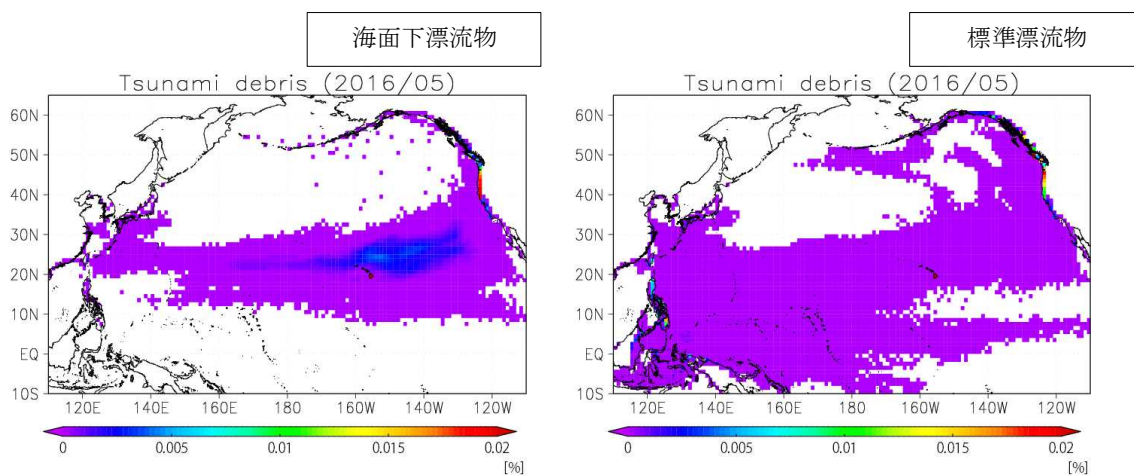 海面下漂流物
標準漂流物
Tsunami debris (2016/05)
60N
50N
40N
30N
20N
10N
EQ
10S
120E
140E
160E
180
160W
140W
120W
0
0.005
0.01
0.015
0.02
[%]
Tsunami debris (2016/05)
60N
50N
40N
30N
20N
10N
EQ
10S
120E
140E
160E
180
160W
140W
120W
0
0.005
0.01
0.015
0.02
[%]